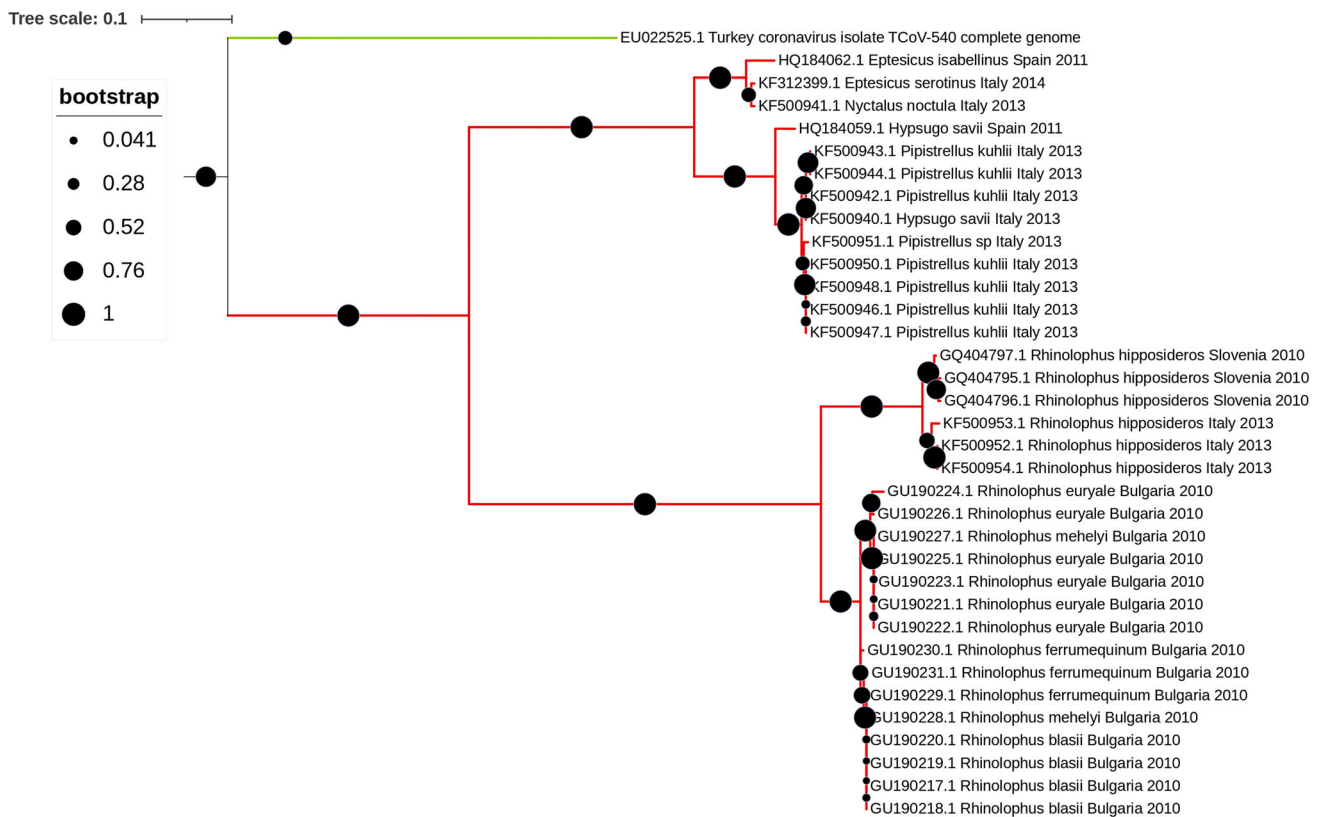 Tree scale: 0.1
bootstrap
0.041
0.28
0.52
0.76
1
EU022525.1 Turkey coronavirus isolate TCoV-540 complete genome
HQ184062.1 Eptesicus isabellinus Spain 2011
KF312399.1 Eptesicus serotinus Italy 2014
KF500941.1 Nyctalus noctula Italy 2013
HQ184059.1 Hypsugo savii Spain 2011
KF500943.1 Pipistrellus kuhlii Italy 2013
KF500944.1 Pipistrellus kuhlii Italy 2013
KF500942.1 Pipistrellus kuhlii Italy 2013
KF500940.1 Hypsugo savii Italy 2013
KF500951.1 Pipistrellus sp Italy 2013
KF500950.1 Pipistrellus kuhlii Italy 2013
KF500948.1 Pipistrellus kuhlii Italy 2013
KF500946.1 Pipistrellus kuhlii Italy 2013
KF500947.1 Pipistrellus kuhlii Italy 2013
GQ404797.1 Rhinolophus hipposideros Slovenia 2010
GQ404795.1 Rhinolophus hipposideros Slovenia 2010
GQ404796.1 Rhinolophus hipposideros Slovenia 2010
KF500953.1 Rhinolophus hipposideros Italy 2013
KF500952.1 Rhinolophus hipposideros Italy 2013
KF500954.1 Rhinolophus hipposideros Italy 2013
GU190224.1 Rhinolophus euryale Bulgaria 2010
GU190226.1 Rhinolophus euryale Bulgaria 2010
GU190227.1 Rhinolophus mehelyi Bulgaria 2010
GU190225.1 Rhinolophus euryale Bulgaria 2010
GU190223.1 Rhinolophus euryale Bulgaria 2010
GU190221.1 Rhinolophus euryale Bulgaria 2010
GU190222.1 Rhinolophus euryale Bulgaria 2010
GU190230.1 Rhinolophus ferrumequinum Bulgaria 2010
GU190231.1 Rhinolophus ferrumequinum Bulgaria 2010
GU190229.1 Rhinolophus ferrumequinum Bulgaria 2010
GU190228.1 Rhinolophus mehelyi Bulgaria 2010
GU190220.1 Rhinolophus blasii Bulgaria 2010
GU190219.1 Rhinolophus blasii Bulgaria 2010
GU190217.1 Rhinolophus blasii Bulgaria 2010
GU190218.1 Rhinolophus blasii Bulgaria 2010